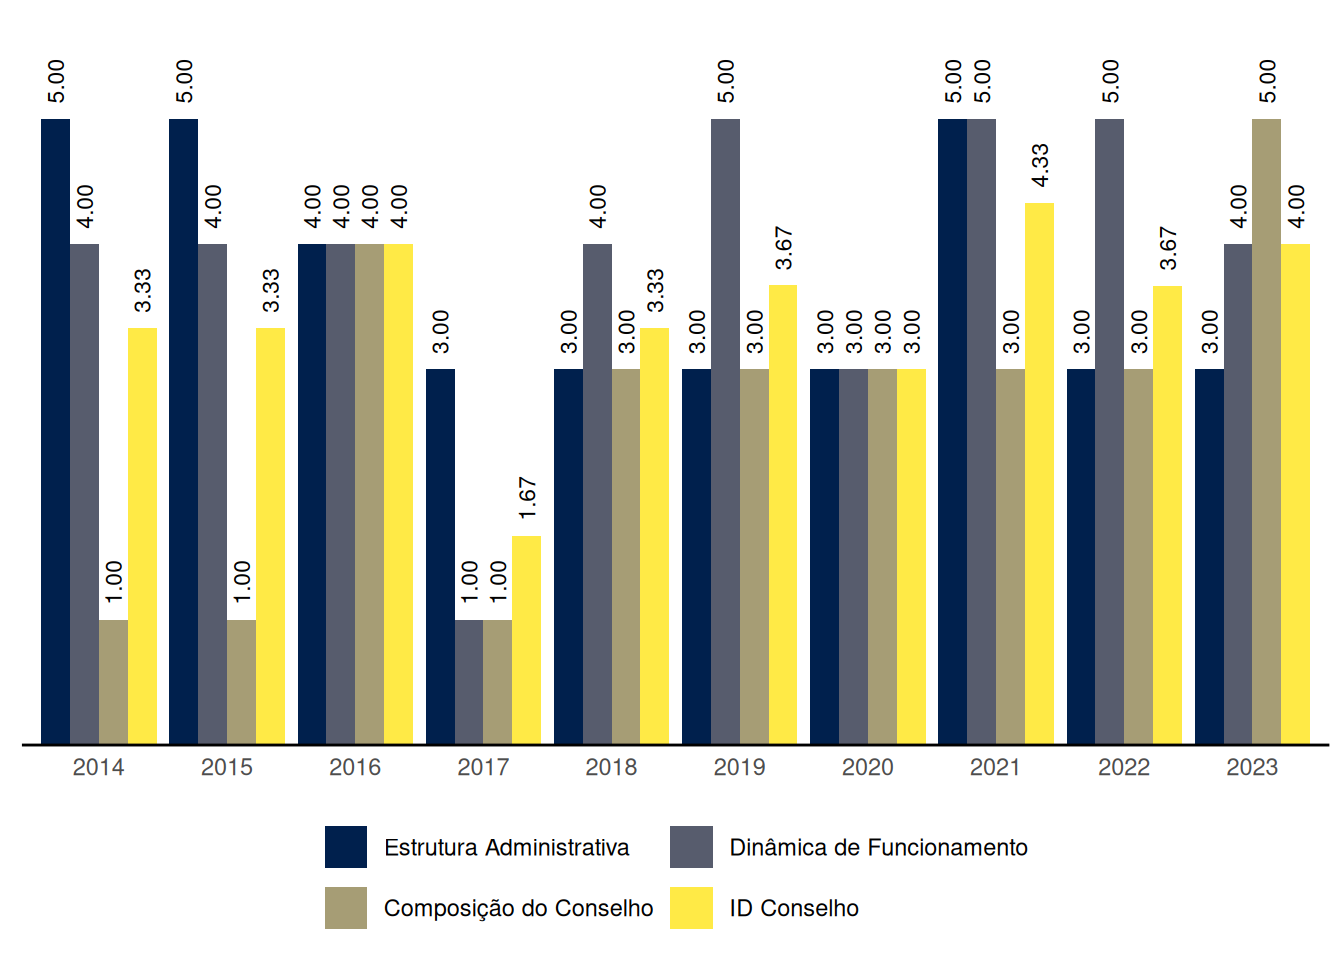 5.00 4.00 1.00 3.33
5.00 4.00 1.00 3.33
4.00 4.00 4.00 4.00
3.00 1.00 1.00 1.67
3.00 4.00 3.00 3.33
3.00 5.00 3.00 3.67
3.00 3.00 3.00 3.00
5.00 5.00 3.00 4.33
3.00 5.00 3.00 3.67
3.00 4.00 5.00 4.00
2014 2015 2016 2017 2018 2019 2020 2021 2022 2023
Estrutura Administrativa Dinâmica de Funcionamento
Composição do Conselho ID Conselho